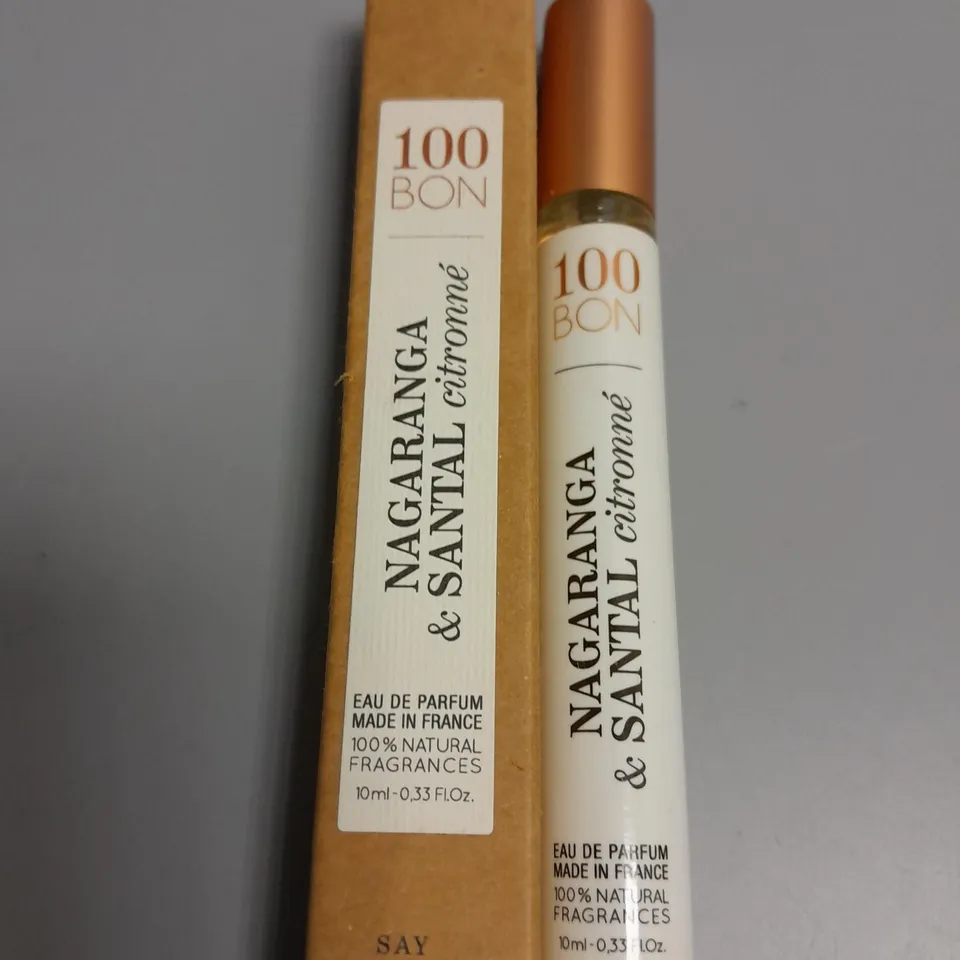 100
BON
NAGARANGA
& SANTAL citronné
EAU DE PARFUM
MADE IN FRANCE
100% NATURAL
FRAGRANCES
10ml-0,33 Fl.Oz.
SAY
100
BON
NAGARANGA
& SANTAL citronné
EAU DE PARFUM
MADE IN FRANCE
100% NATURAL
FRAGRANCES
10ml-0,33 Fl.Oz.